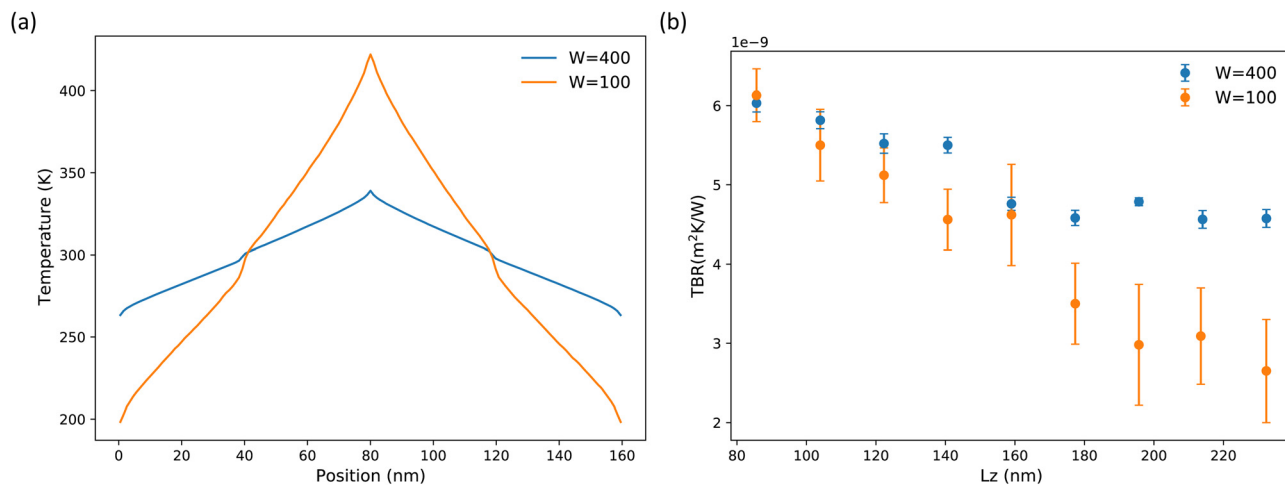 (a)
W=400
W=100
Temperature (K)
400
350
300
250
200
0 20 40 60 80 100 120 140 160
Position (nm)
(b)
1e−9
W=400
W=100
TBR(m²K/W)
6
5
4
3
2
80 100 120 140 160 180 200 220
Lz (nm)